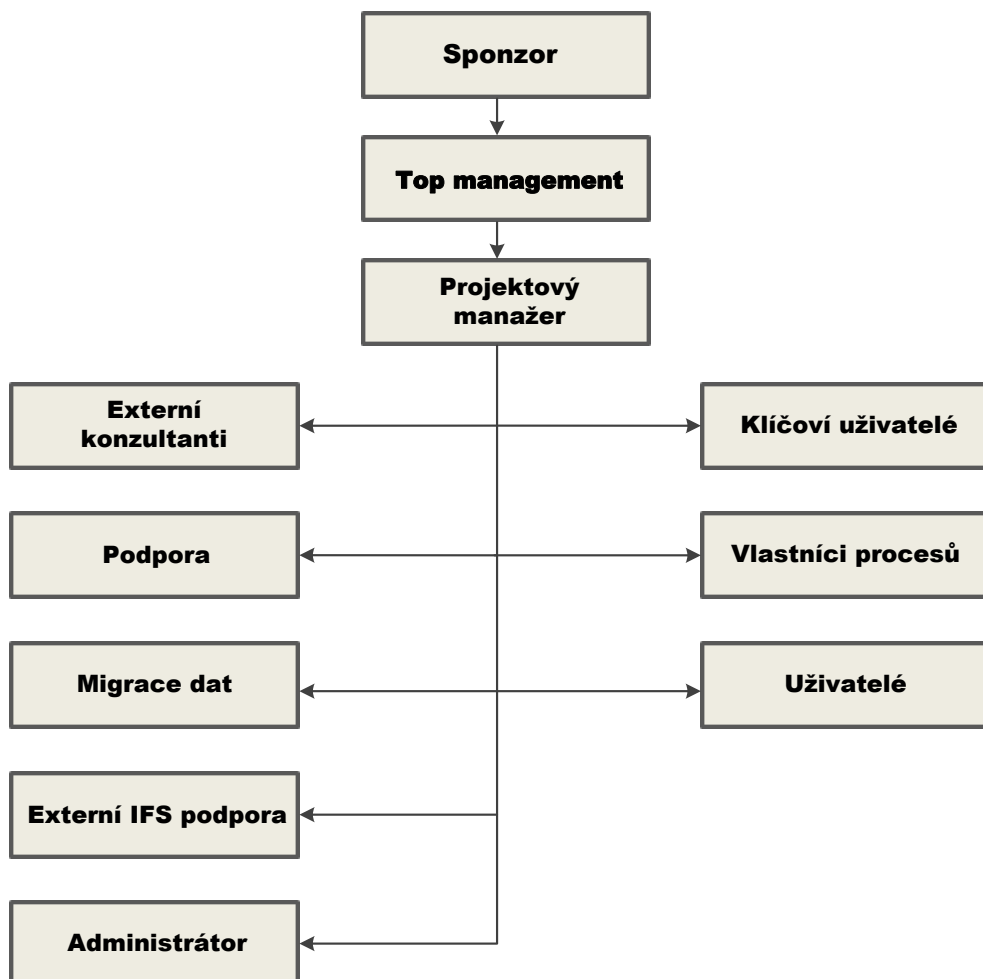 Sponzor
Top management
Projektový
manažer
Externí
konzultanti
Klíčoví uživatelé
Podpora
Vlastníci procesů
Migrace dat
Uživatelé
Externí IFS podpora
Administrátor